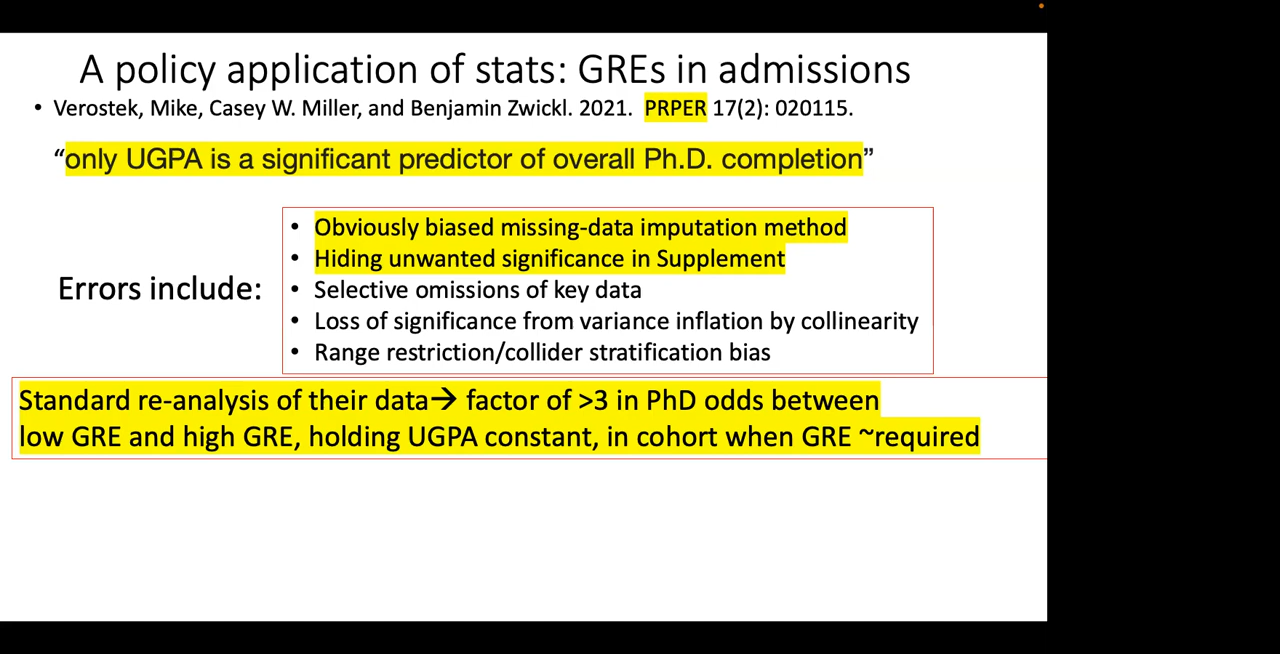 A policy application of stats: GREs in admissions
• Verostek, Mike, Casey W. Miller, and Benjamin Zwickl. 2021. PRPER 17(2): 020115.
“only UGPA is a significant predictor of overall Ph.D. completion”
Errors include:
• Obviously biased missing-data imputation method
• Hiding unwanted significance in Supplement
• Selective omissions of key data
• Loss of significance from variance inflation by collinearity
• Range restriction/collider stratification bias
Standard re-analysis of their data→ factor of >3 in PhD odds between
low GRE and high GRE, holding UGPA constant, in cohort when GRE ~required